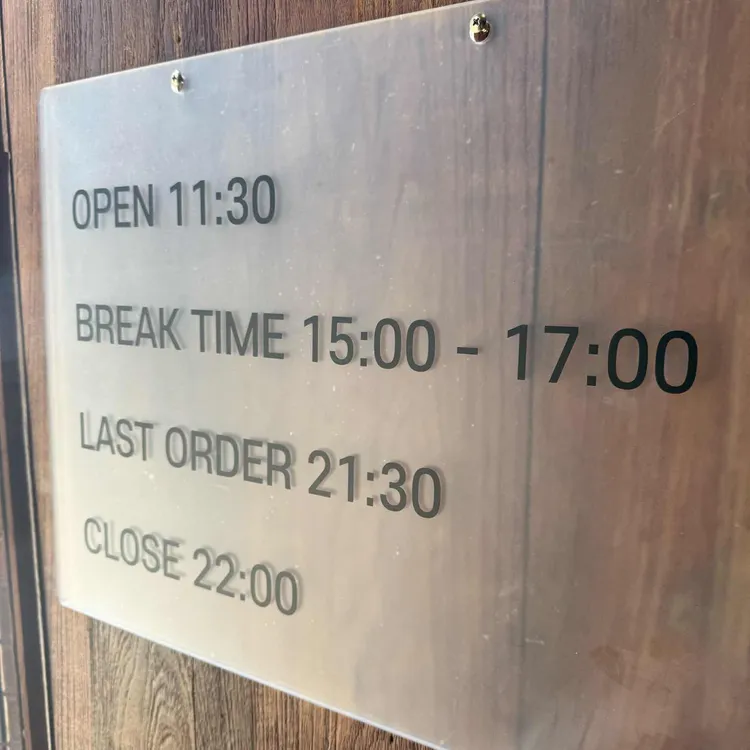 OPEN 11:30
BREAK TIME 15:00 - 17:00
LAST ORDER 21:30
CLOSE 22:00